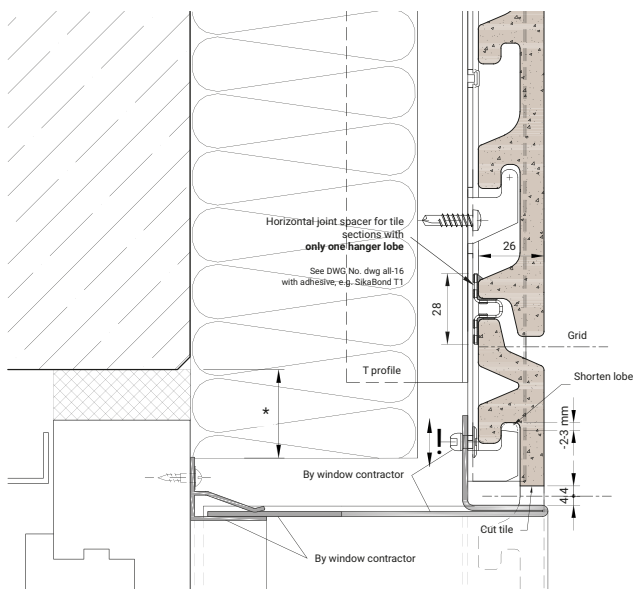 Horizontal joint spacer for tile
sections with
only one hanger lobe
See DWG No. dwg all-16
with adhesive, e.g. SikaBond T1
26
28
Grid
T profile
Shorten lobe
*
!
-2-3 mm
By window contractor
4
4
Cut tile
By window contractor